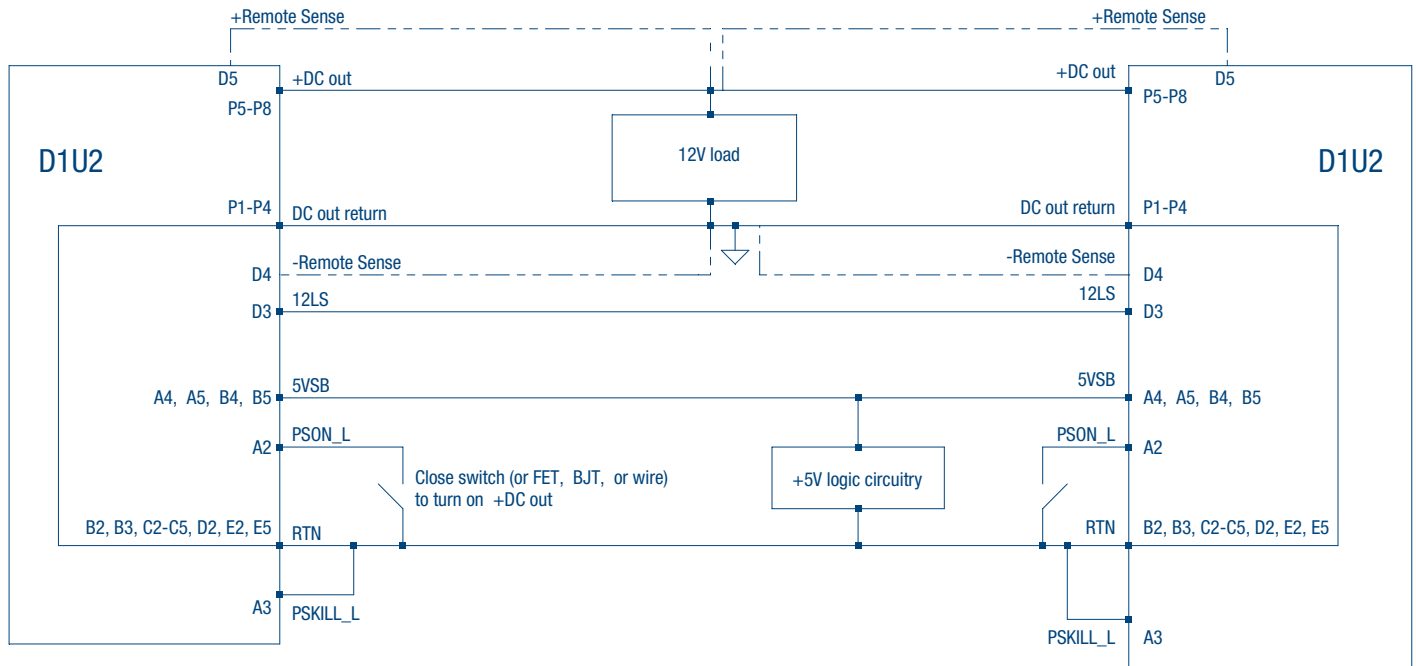 +Remote Sense
+Remote Sense
D5
+DC out
+DC out
D5
P5-P8
P5-P8
D1U2
12V load
D1U2
P1-P4
DC out return
DC out return
P1-P4
D4
-Remote Sense
-Remote Sense
D4
D3
12LS
12LS
D3
A4, A5, B4, B5
5VSB
5VSB
A4, A5, B4, B5
A2
PSON_L
PSON_L
A2
Close switch (or FET, BJT, or wire)
to turn on +DC out
+5V logic circuitry
B2, B3, C2-C5, D2, E2, E5
RTN
RTN
B2, B3, C2-C5, D2, E2, E5
A3
PSKILL_L
PSKILL_L
A3